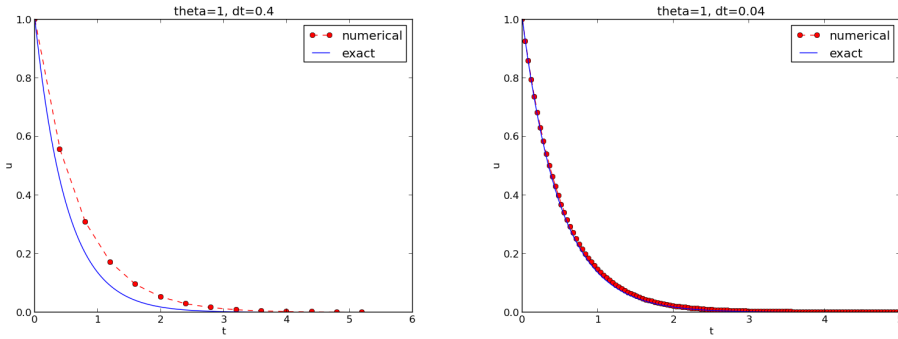 theta=1, dt=0.4
1.0
0.8
0.6
0.4
0.2
0.0
u
0 1 2 3 4 5 6
t
numerical
exact
theta=1, dt=0.04
1.0
0.8
0.6
0.4
0.2
0.0
u
0 1 2 3 4
t
numerical
exact